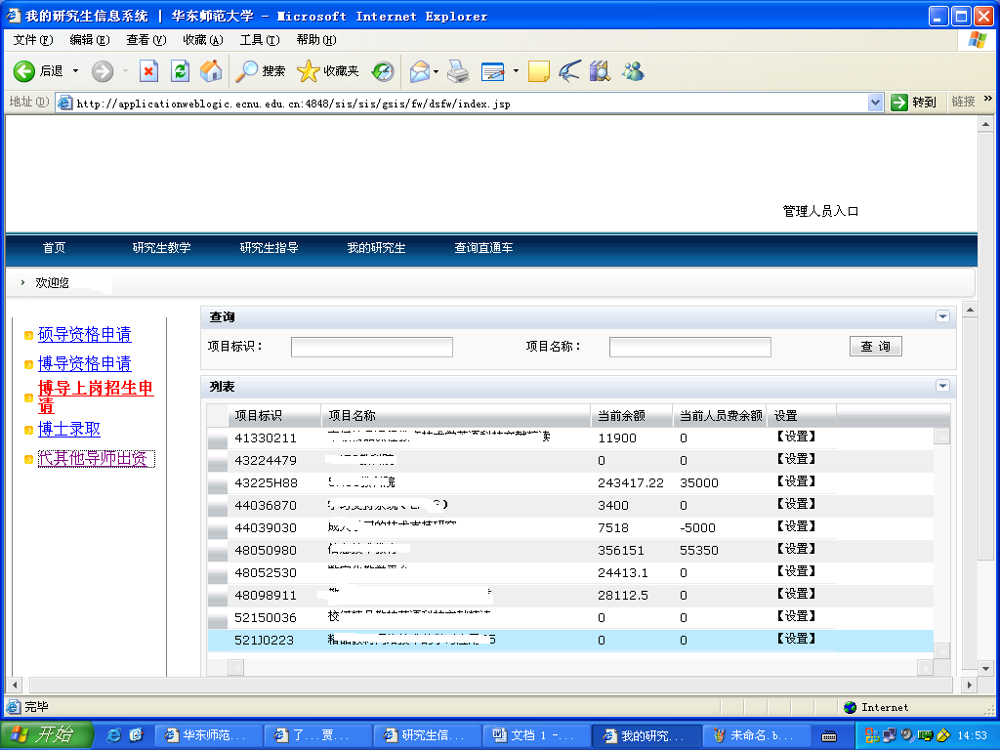 我的研究生信息系统 | 华东师范大学 - Microsoft Internet Explorer
文件(F) 编辑(E) 查看(V) 收藏(A) 工具(T) 帮助(H)
后退 搜索 收藏夹
地址(D) http://applicationweblogic.ecnu.edu.cn:4848/sis/sis/gsis/fw/dsfw/index.jsp 转到 链接 »
管理人员入口
首页 研究生教学 研究生指导 我的研究生 查询直通车
欢迎您
硕导资格申请
博导资格申请
博导上岗招生申
请
博士录取
代其他导师出资
查询
项目标识： 项目名称： 查 询
列表
项目标识 项目名称 当前余额 当前人员费余额 设置
41330211 11900 0 【设置】
43224479 0 0 【设置】
43225H88 243417.22 35000 【设置】
44036870 3400 0 【设置】
44039030 7518 -5000 【设置】
48050980 356151 55350 【设置】
48052530 24413.1 0 【设置】
48098911 28112.5 0 【设置】
52150036 0 0 【设置】
521J0223 0 0 【设置】
完毕 Internet
开始 华东师范... 了...贾... 研究生信... 文档 1 -... 我的研究... 未命名.b... 14:53